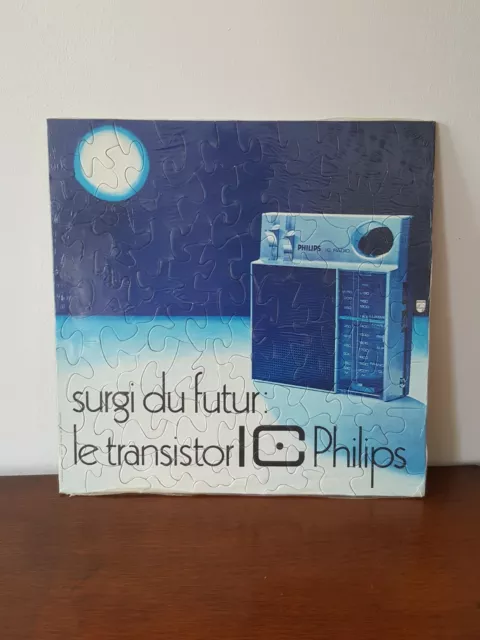 PHILIPS
surgi du futur:
le transistor IC Philips